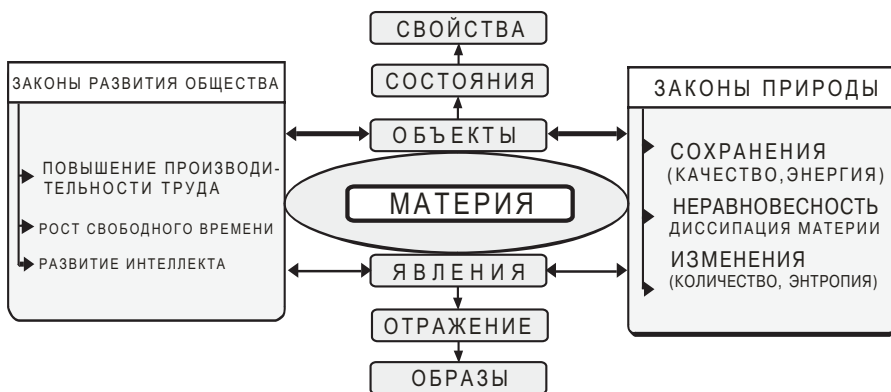 СВОЙСТВА
СОСТОЯНИЯ
ОБЪЕКТЫ
МАТЕРИЯ
ЯВЛЕНИЯ
ОТРАЖЕНИЕ
ОБРАЗЫ
ЗАКОНЫ РАЗВИТИЯ ОБЩЕСТВА
ПОВЫШЕНИЕ ПРОИЗВОДИ-
ТЕЛЬНОСТИ ТРУДА
РОСТ СВОБОДНОГО ВРЕМЕНИ
РАЗВИТИЕ ИНТЕЛЛЕКТА
ЗАКОНЫ ПРИРОДЫ
СОХРАНЕНИЯ
(КАЧЕСТВО,ЭНЕРГИЯ)
НЕРАВНОВЕСНОСТЬ
ДИССИПАЦИЯ МАТЕРИИ
ИЗМЕНЕНИЯ
(КОЛИЧЕСТВО, ЭНТРОПИЯ)